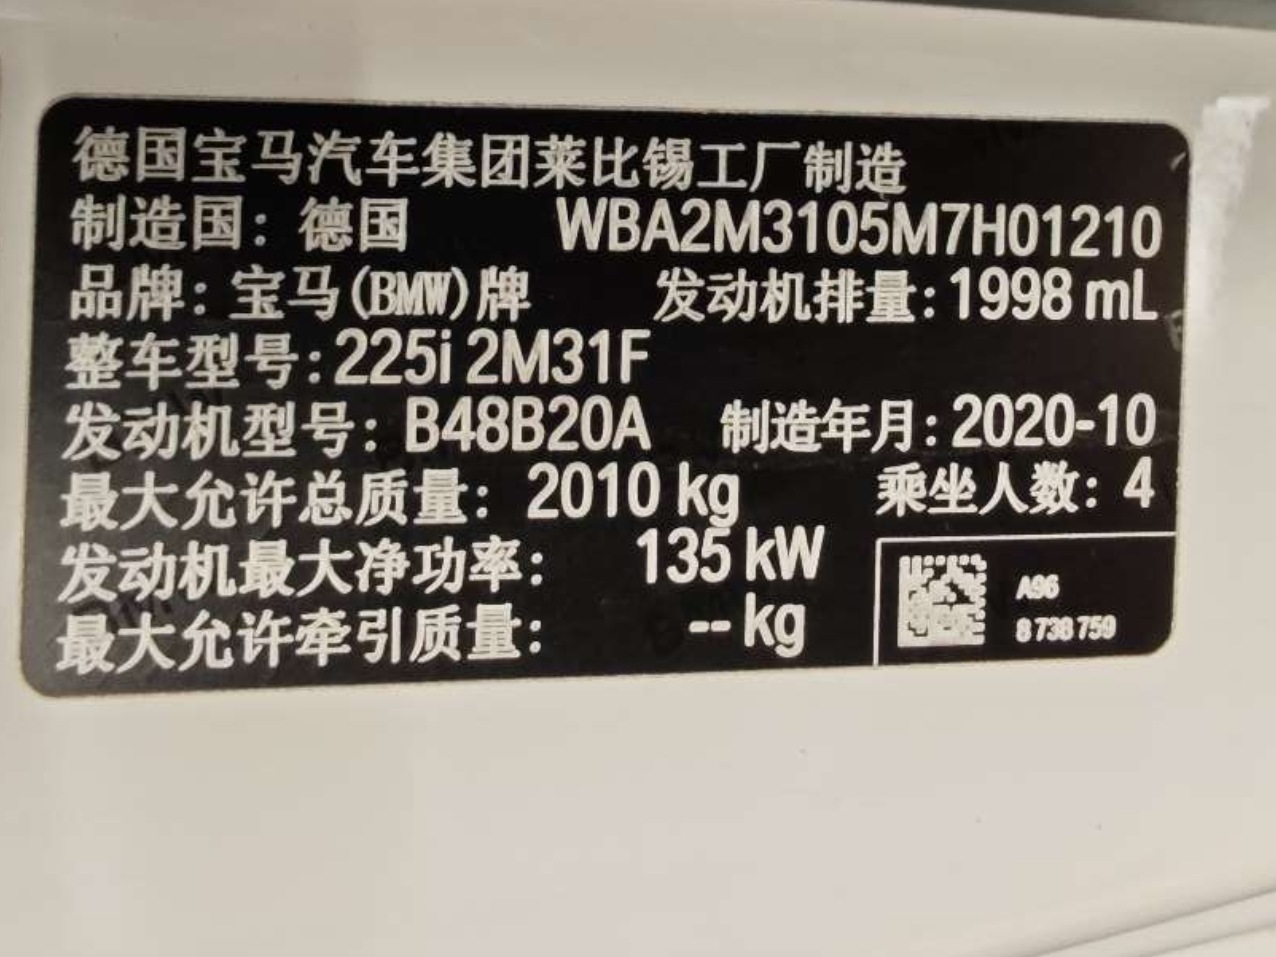 德国宝马汽车集团莱比锡工厂制造
制造国：德国 WBA2M3105M7H01210
品牌：宝马(BMW)牌 发动机排量：1998 mL
整车型号：225i 2M31F
发动机型号：B48B20A 制造年月：2020-10
最大允许总质量：2010 kg 乘坐人数：4
发动机最大净功率：135 kW
最大允许牵引质量：-- kg
A96
8 738 759